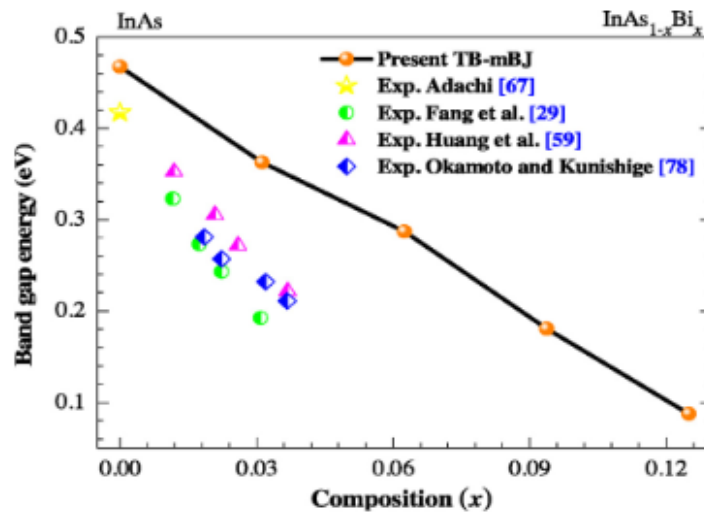 InAs InAs1-xBix
0.5
0.4
0.3
0.2
0.1
Band gap energy (eV)
Present TB-mBJ
Exp. Adachi [67]
Exp. Fang et al. [29]
Exp. Huang et al. [59]
Exp. Okamoto and Kunishige [78]
0.00 0.03 0.06 0.09 0.12
Composition (x)